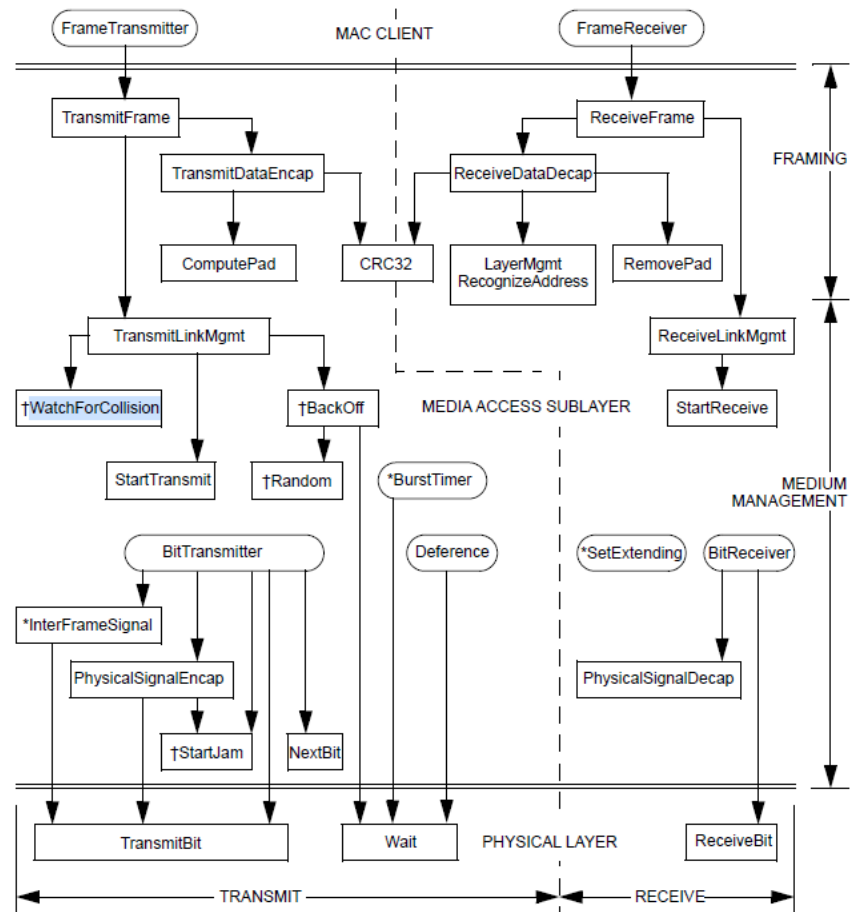 FrameTransmitter
MAC CLIENT
FrameReceiver
TransmitFrame
ReceiveFrame
FRAMING
TransmitDataEncap
ReceiveDataDecap
ComputePad
CRC32
LayerMgmt
RecognizeAddress
RemovePad
TransmitLinkMgmt
ReceiveLinkMgmt
†WatchForCollision
†BackOff
MEDIA ACCESS SUBLAYER
StartReceive
StartTransmit
†Random
*BurstTimer
MEDIUM
MANAGEMENT
BitTransmitter
Deference
*SetExtending
BitReceiver
*InterFrameSignal
PhysicalSignalEncap
PhysicalSignalDecap
†StartJam
NextBit
TransmitBit
Wait
PHYSICAL LAYER
ReceiveBit
TRANSMIT
RECEIVE